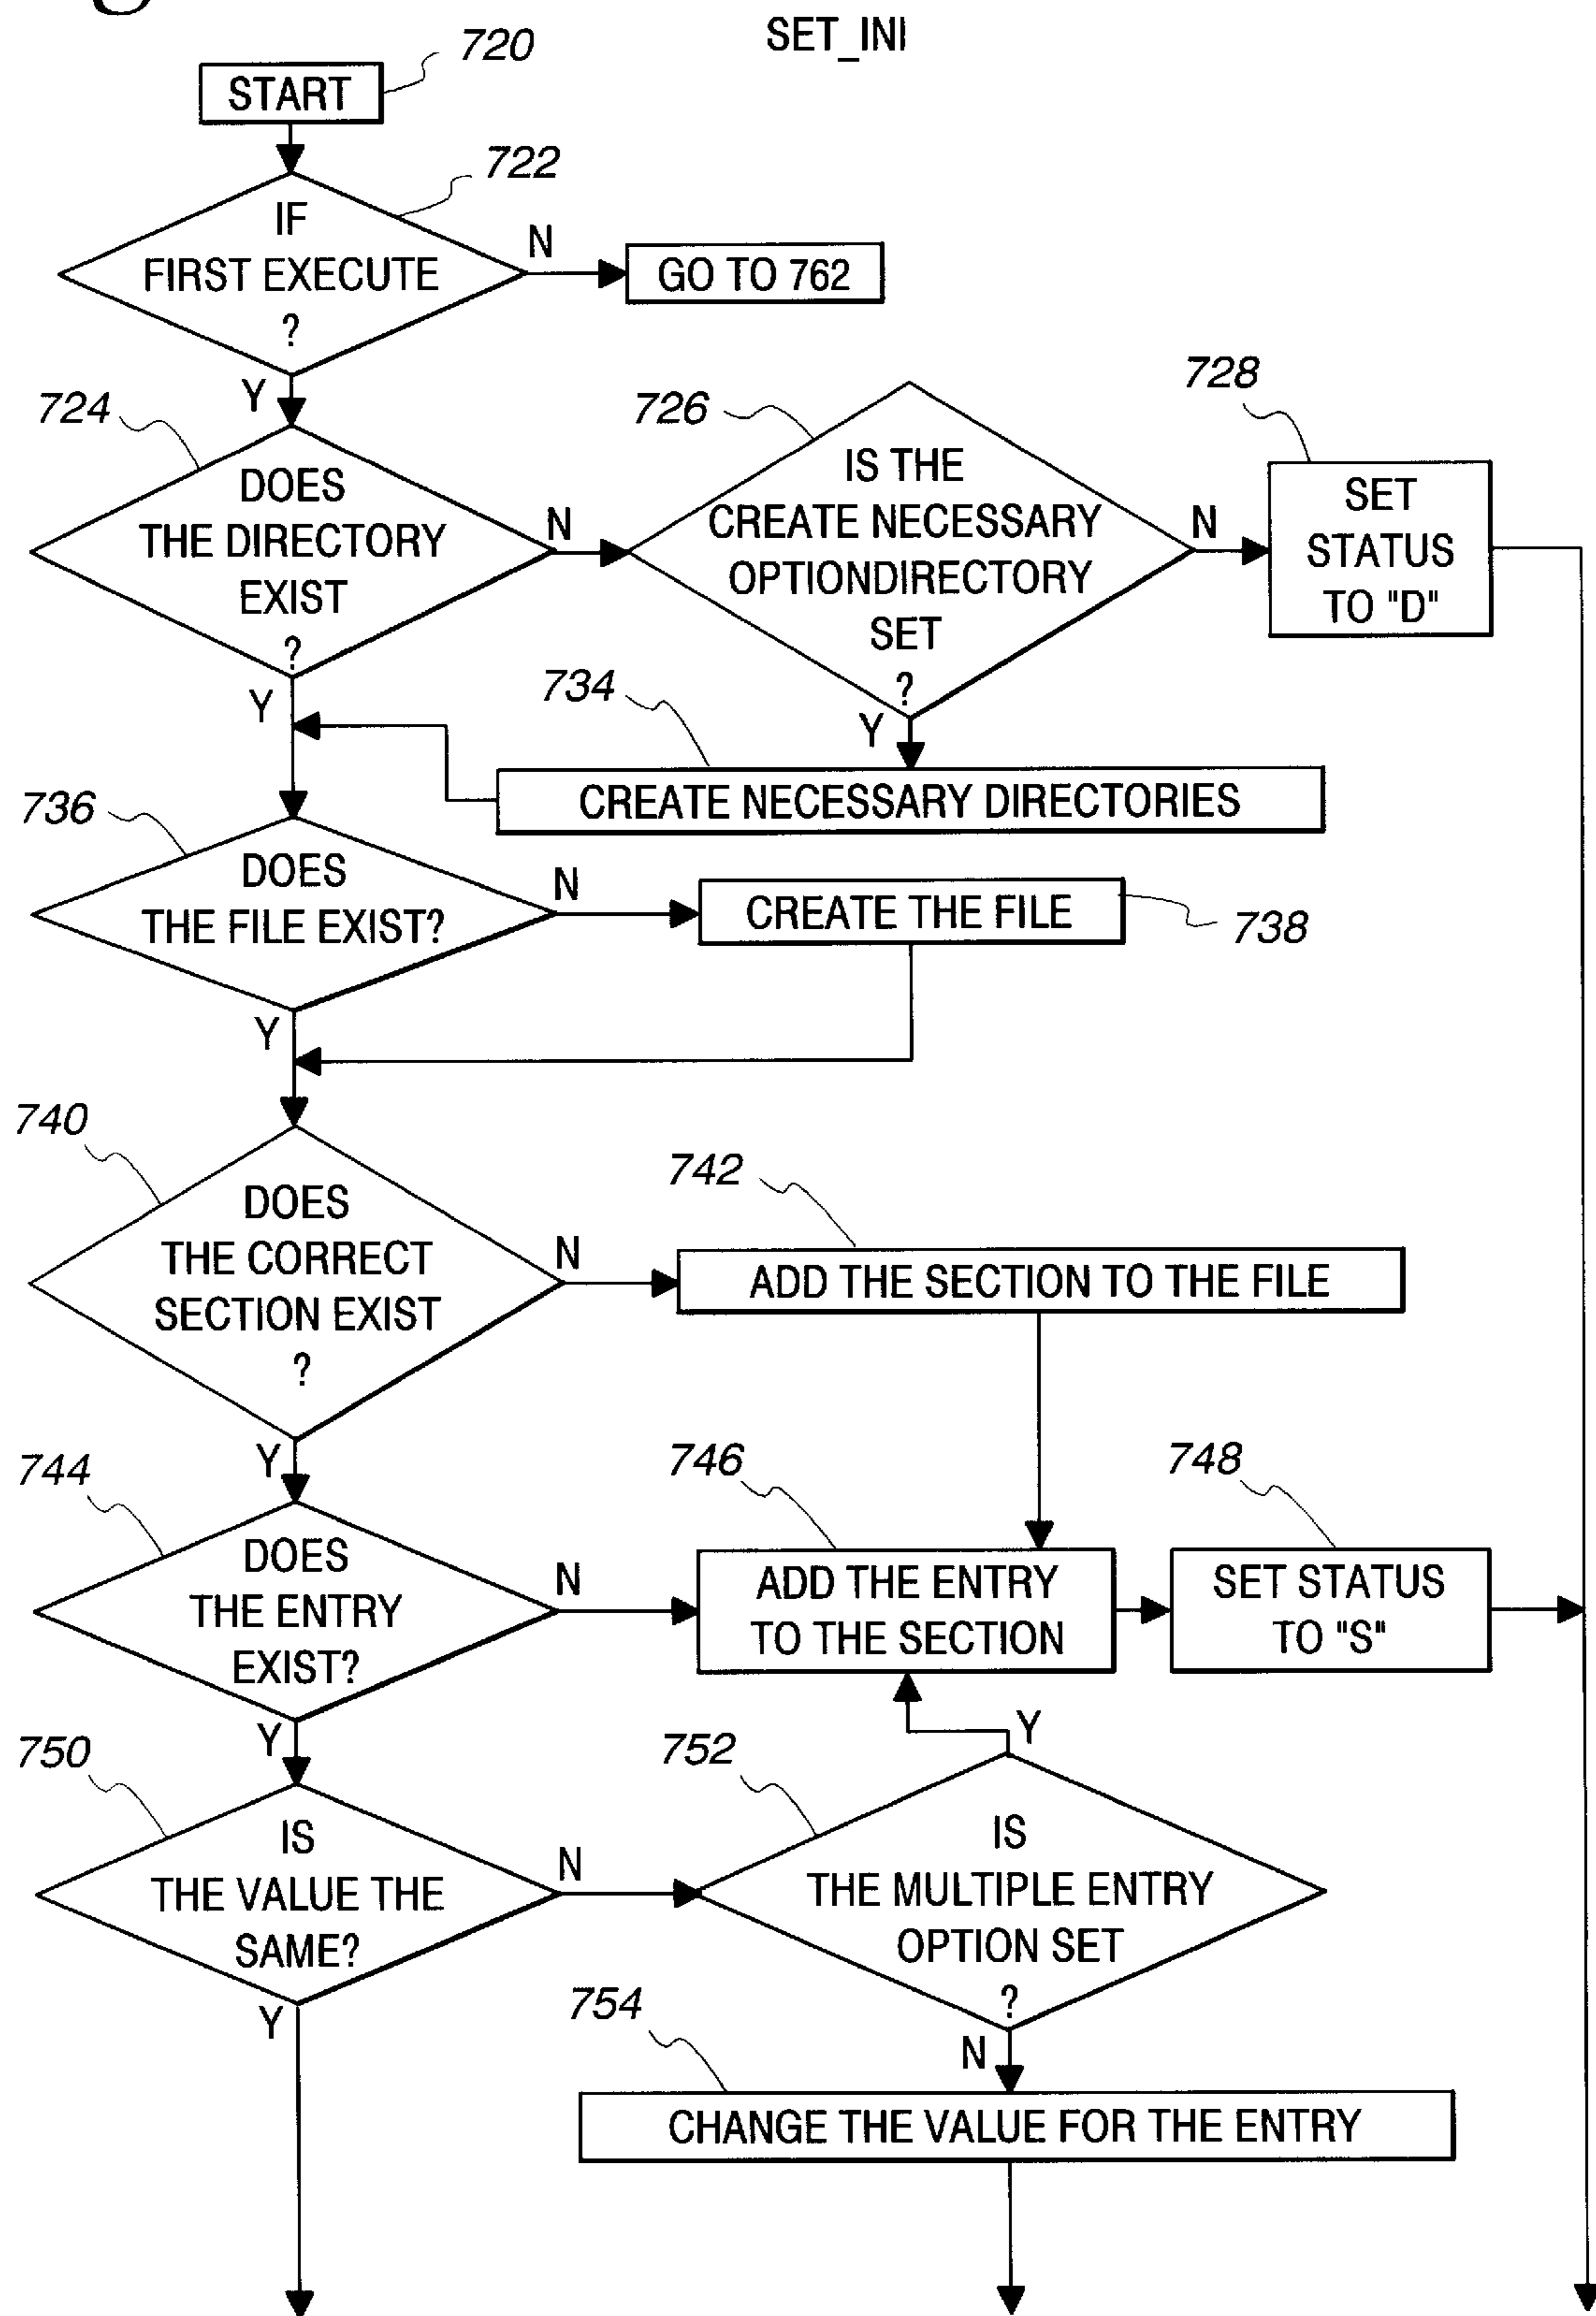 SET_INI
720
START
722
IF
FIRST EXECUTE
?
N
GO TO 762
Y
724
DOES
THE DIRECTORY
EXIST
?
N
726
IS THE
CREATE NECESSARY
OPTIONDIRECTORY
SET
?
N
728
SET
STATUS
TO "D"
Y
Y
734
CREATE NECESSARY DIRECTORIES
736
DOES
THE FILE EXIST?
N
CREATE THE FILE
738
Y
740
DOES
THE CORRECT
SECTION EXIST
?
N
742
ADD THE SECTION TO THE FILE
Y
744
DOES
THE ENTRY
EXIST?
N
746
ADD THE ENTRY
TO THE SECTION
748
SET STATUS
TO "S"
Y
750
IS
THE VALUE THE
SAME?
N
752
Y
IS
THE MULTIPLE ENTRY
OPTION SET
?
Y
N
754
CHANGE THE VALUE FOR THE ENTRY